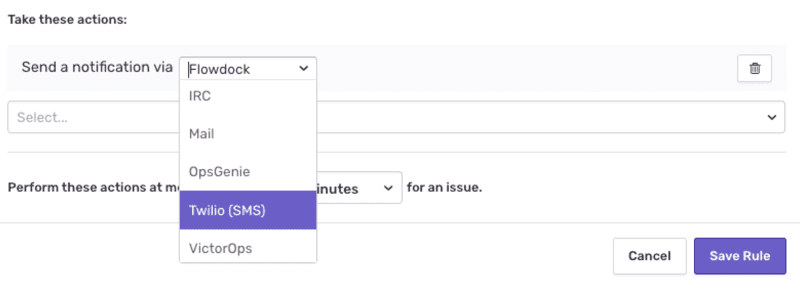 Take these actions:
Send a notification via Flowdock
IRC
Select...
Mail
OpsGenie
Perform these actions at m inutes for an issue.
Twilio (SMS)
VictorOps
Cancel Save Rule